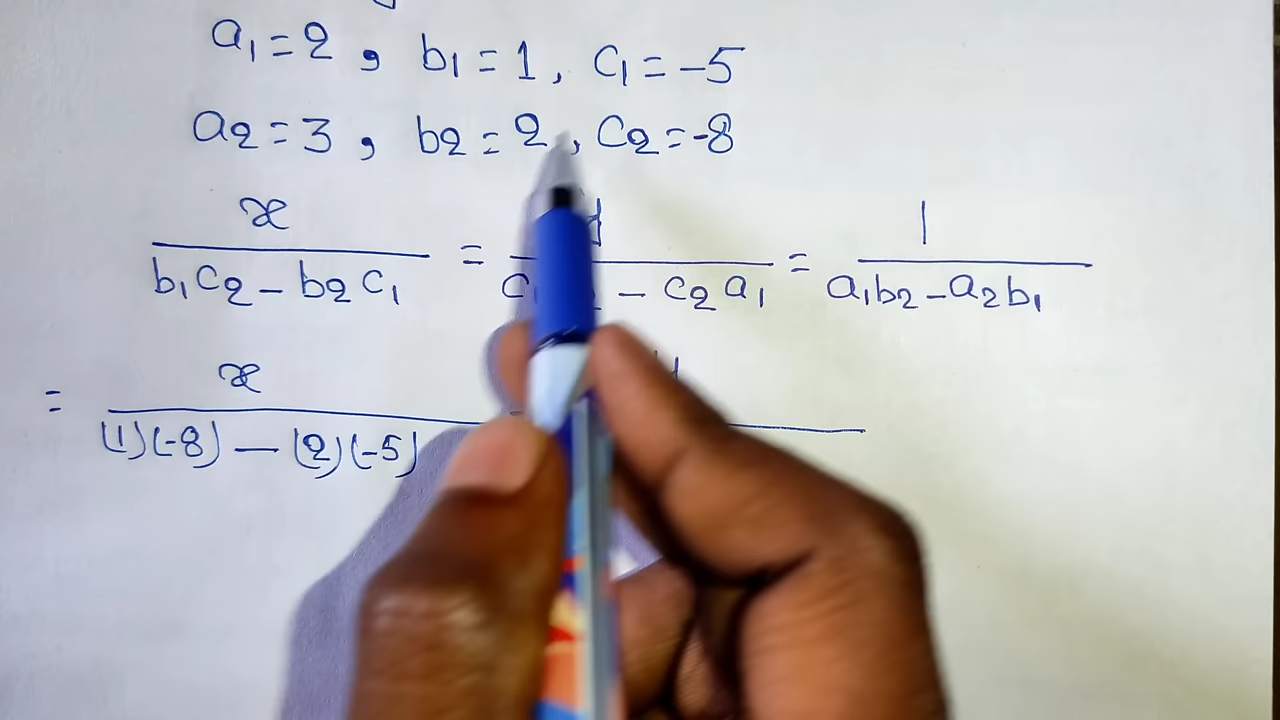 a₁ = 2 , b₁ = 1 , c₁ = -5
a₂ = 3 , b₂ = 2 , c₂ = -8
x = y = 1
b₁c₂ - b₂c₁ c₁ - c₂a₁ a₁b₂ - a₂b₁
= x y
(1)(-8) - (2)(-5)